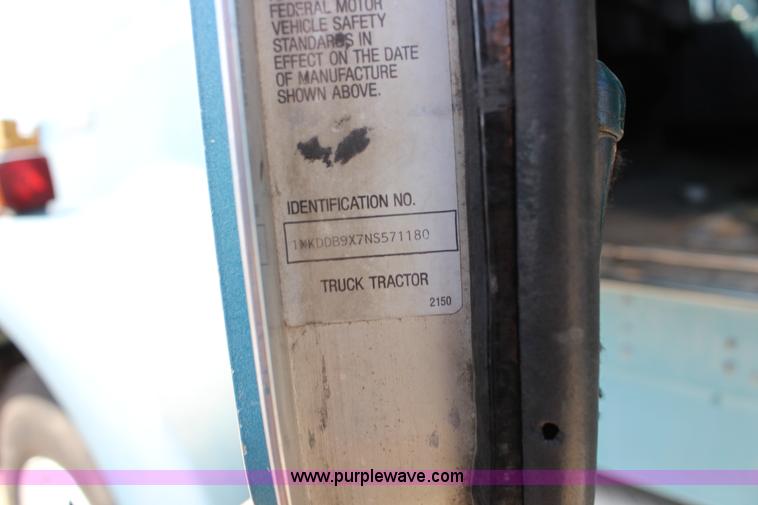 FEDERAL MOTOR
VEHICLE SAFETY
STANDARDS IN
EFFECT ON THE DATE
OF MANUFACTURE
SHOWN ABOVE.
IDENTIFICATION NO.
1NKDDB9X7NS571180
TRUCK TRACTOR
2150
www.purplewave.com